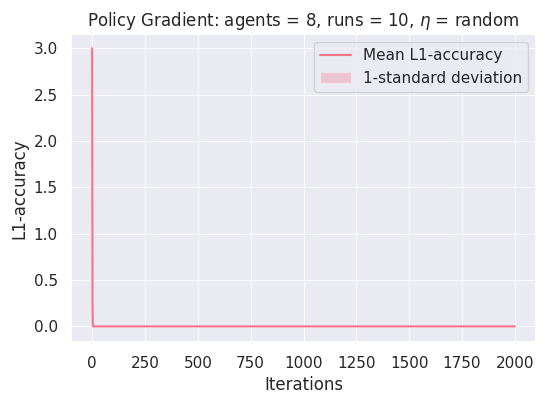 Policy Gradient: agents = 8, runs = 10, η = random
Mean L1-accuracy
1-standard deviation
L1-accuracy
3.0
2.5
2.0
1.5
1.0
0.5
0.0
0 250 500 750 1000 1250 1500 1750 2000
Iterations